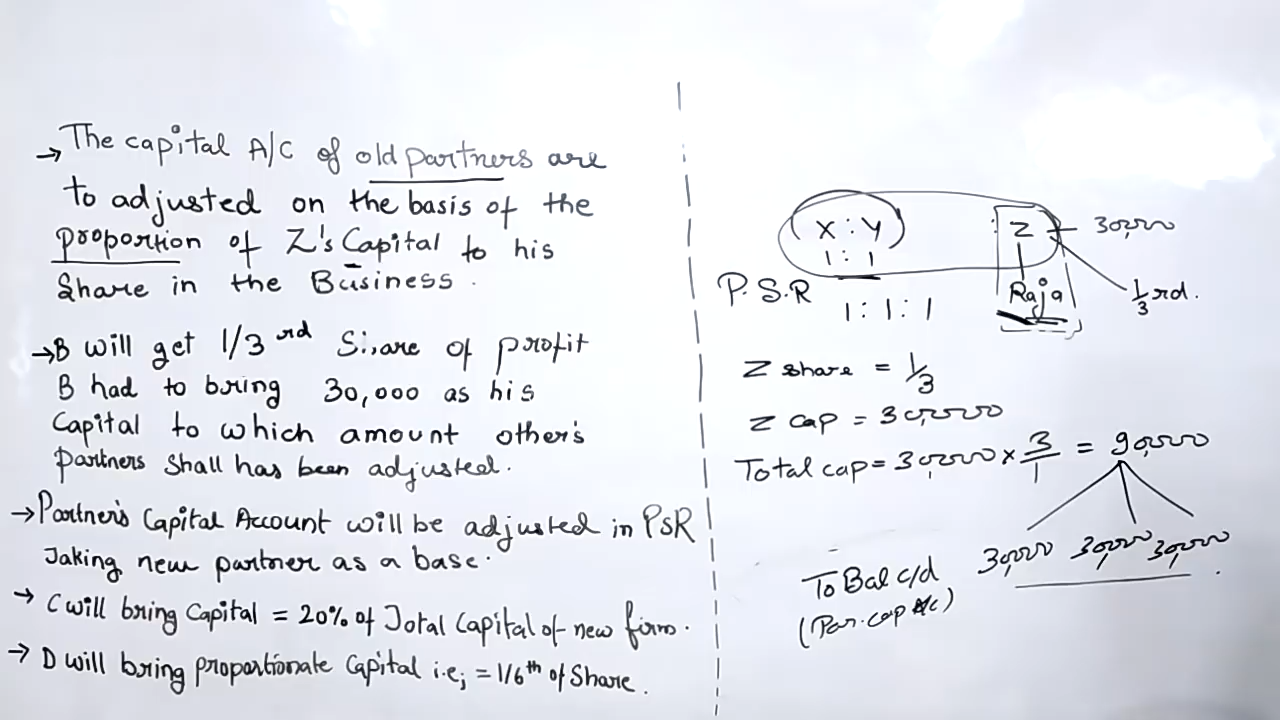 → The capital A/C of old partners are
to adjusted on the basis of the
proportion of Z's Capital to his
Share in the Business.
→ B will get 1/3 rd Share of profit
B had to bring 30,000 as his
Capital to which amount other's
partners Shall has been adjusted.
→ Partner's Capital Account will be adjusted in PSR
Taking new partner as a base.
→ C will bring Capital = 20% of Total Capital of new firm.
→ D will bring proportionate Capital i.e; = 1/6th of Share.
X : Y Z 30,000
1 : 1
P.S.R Raja 1/3 rd.
1 : 1 : 1
Z share = 1/3
Z cap = 30,000
Total cap = 30,000 × 3/1 = 90,000
30,000 30,000 30,000
To Bal c/d
(Par. cap A/c)